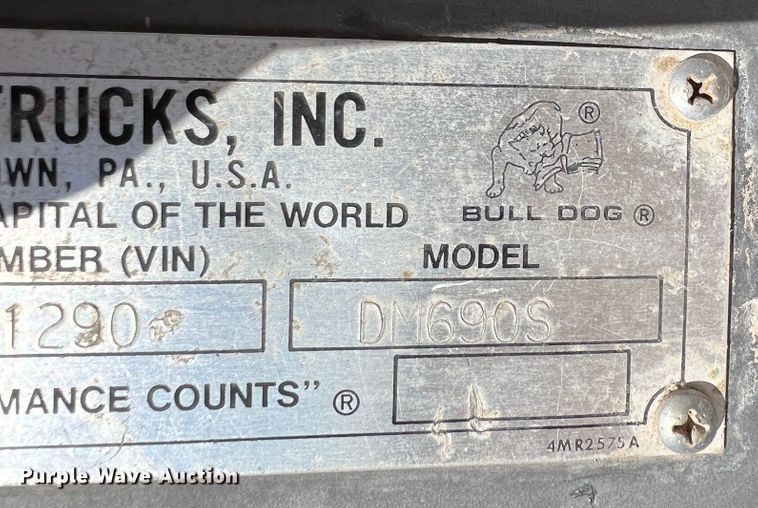 TRUCKS, INC.
WN, PA., U.S.A.
APITAL OF THE WORLD
BULL DOG ®
®
MBER (VIN)
MODEL
1290
DM690S
MANCE COUNTS” ®
4MR2575A
Purple Wave Auction